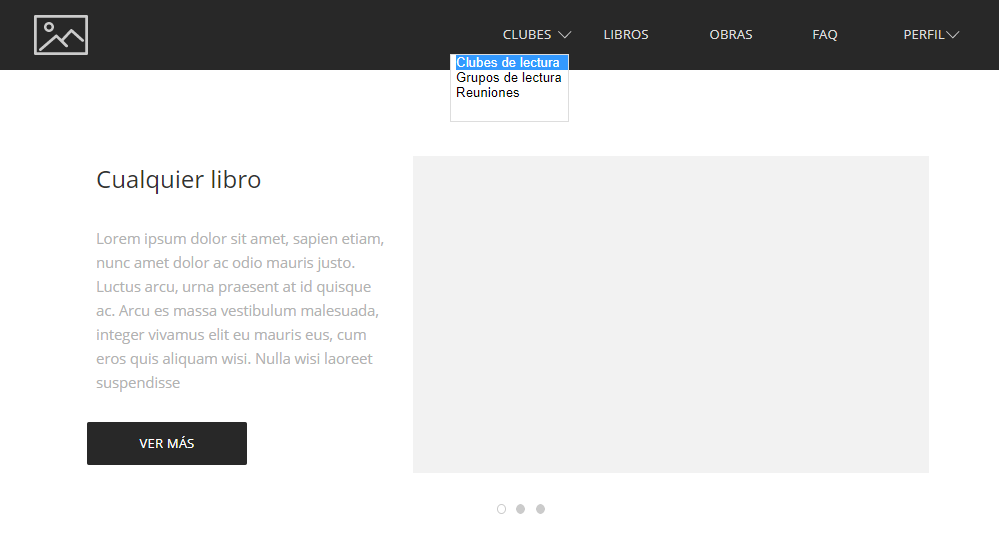 CLUBES LIBROS OBRAS FAQ PERFIL
Clubes de lectura
Grupos de lectura
Reuniones
Cualquier libro
Lorem ipsum dolor sit amet, sapien etiam,
nunc amet dolor ac odio mauris justo.
Luctus arcu, urna praesent at id quisque
ac. Arcu es massa vestibulum malesuada,
integer vivamus elit eu mauris eus, cum
eros quis aliquam wisi. Nulla wisi laoreet
suspendisse
VER MÁS